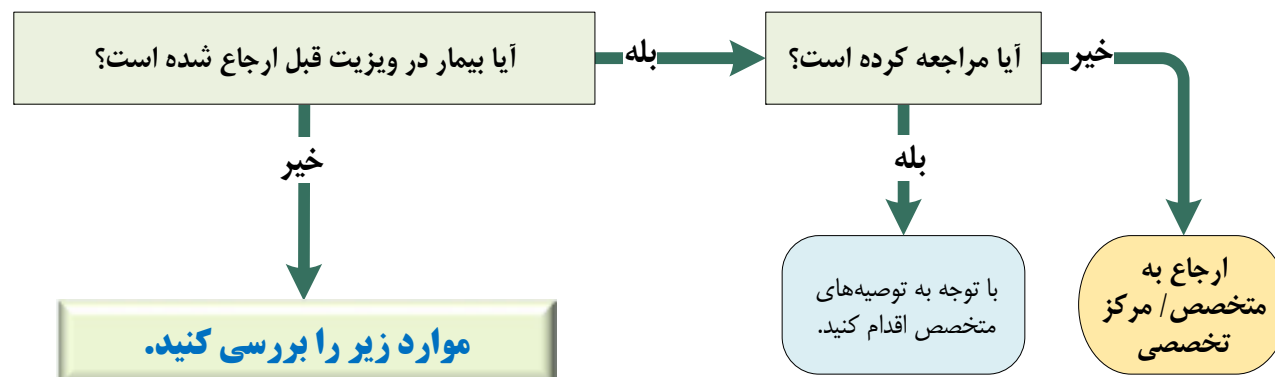 آیا بیمار در ویزیت قبل ارجاع شده است؟
بله
آیا مراجعه کرده است؟
خیر
خیر
بله
موارد زیر را بررسی کنید.
با توجه به توصیه‌های
متخصص اقدام کنید.
ارجاع به
متخصص/ مرکز
تخصصی